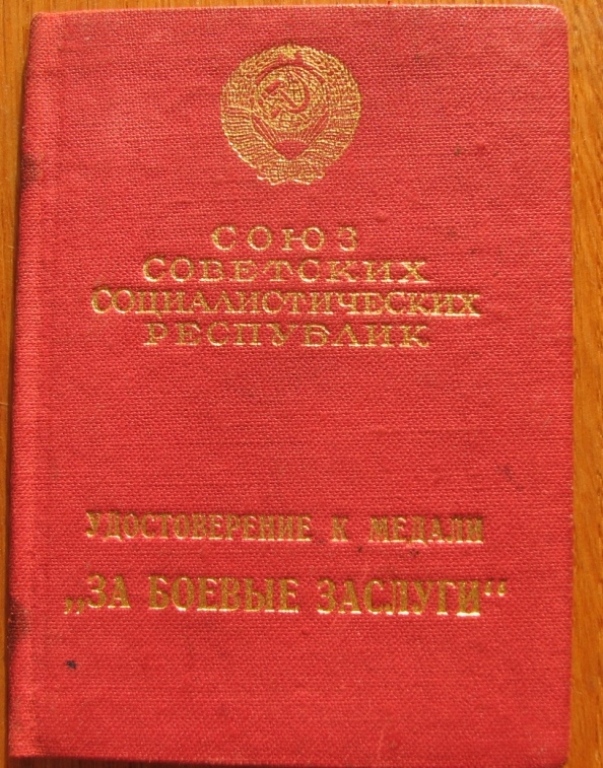 СОЮЗ
СОВЕТСКИХ
СОЦИАЛИСТИЧЕСКИХ
РЕСПУБЛИК
УДОСТОВЕРЕНИЕ К МЕДАЛИ
„ЗА БОЕВЫЕ ЗАСЛУГИ“